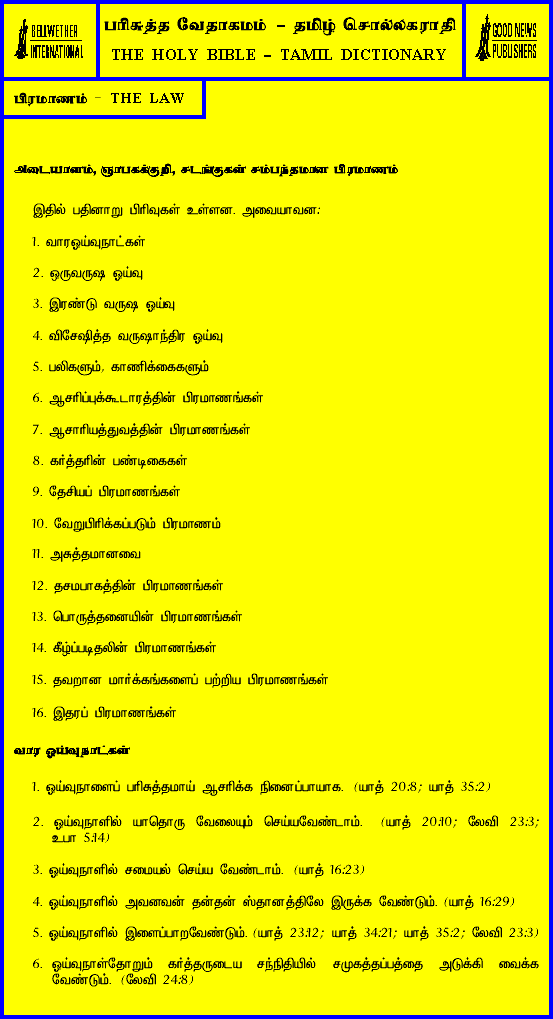 BELLWETHER
INTERNATIONAL
பரிசுத்த வேதாகமம் - தமிழ் சொல்லகராதி
THE HOLY BIBLE - TAMIL DICTIONARY
GOOD NEWS
PUBLISHERS
பிரமாணம் - THE LAW
அடையாளம், ஞாபகக்குறி, சடங்குகள் சம்பந்தமான பிரமாணம்
இதில் பதினாறு பிரிவுகள் உள்ளன. அவையாவன:
1. வாரஓய்வுநாட்கள்
2. ஒருவருஷ ஓய்வு
3. இரண்டு வருஷ ஓய்வு
4. விசேஷித்த வருஷாந்திர ஓய்வு
5. பலிகளும், காணிக்கைகளும்
6. ஆசரிப்புக்கூடாரத்தின் பிரமாணங்கள்
7. ஆசாரியத்துவத்தின் பிரமாணங்கள்
8. கர்த்தரின் பண்டிகைகள்
9. தேசியப் பிரமாணங்கள்
10. வேறுபிரிக்கப்படும் பிரமாணம்
11. அசுத்தமானவை
12. தசமபாகத்தின் பிரமாணங்கள்
13. பொருத்தனையின் பிரமாணங்கள்
14. கீழ்ப்படிதலின் பிரமாணங்கள்
15. தவறான மார்க்கங்களைப் பற்றிய பிரமாணங்கள்
16. இதரப் பிரமாணங்கள்
வார ஓய்வுநாட்கள்
1. ஓய்வுநாளைப் பரிசுத்தமாய் ஆசரிக்க நினைப்பாயாக. (யாத் 20:8; யாத் 35:2)
2. ஓய்வுநாளில் யாதொரு வேலையும் செய்யவேண்டாம். (யாத் 20:10; லேவி 23:3;
உபா 5:14)
3. ஓய்வுநாளில் சமையல் செய்ய வேண்டாம். (யாத் 16:23)
4. ஓய்வுநாளில் அவனவன் தன்தன் ஸ்தானத்திலே இருக்க வேண்டும். (யாத் 16:29)
5. ஓய்வுநாளில் இளைப்பாறவேண்டும். (யாத் 23:12; யாத் 34:21; யாத் 35:2; லேவி 23:3)
6. ஓய்வுநாள்தோறும் கர்த்தருடைய சந்நிதியில் சமுகத்தப்பத்தை அடுக்கி வைக்க
வேண்டும். (லேவி 24:8)